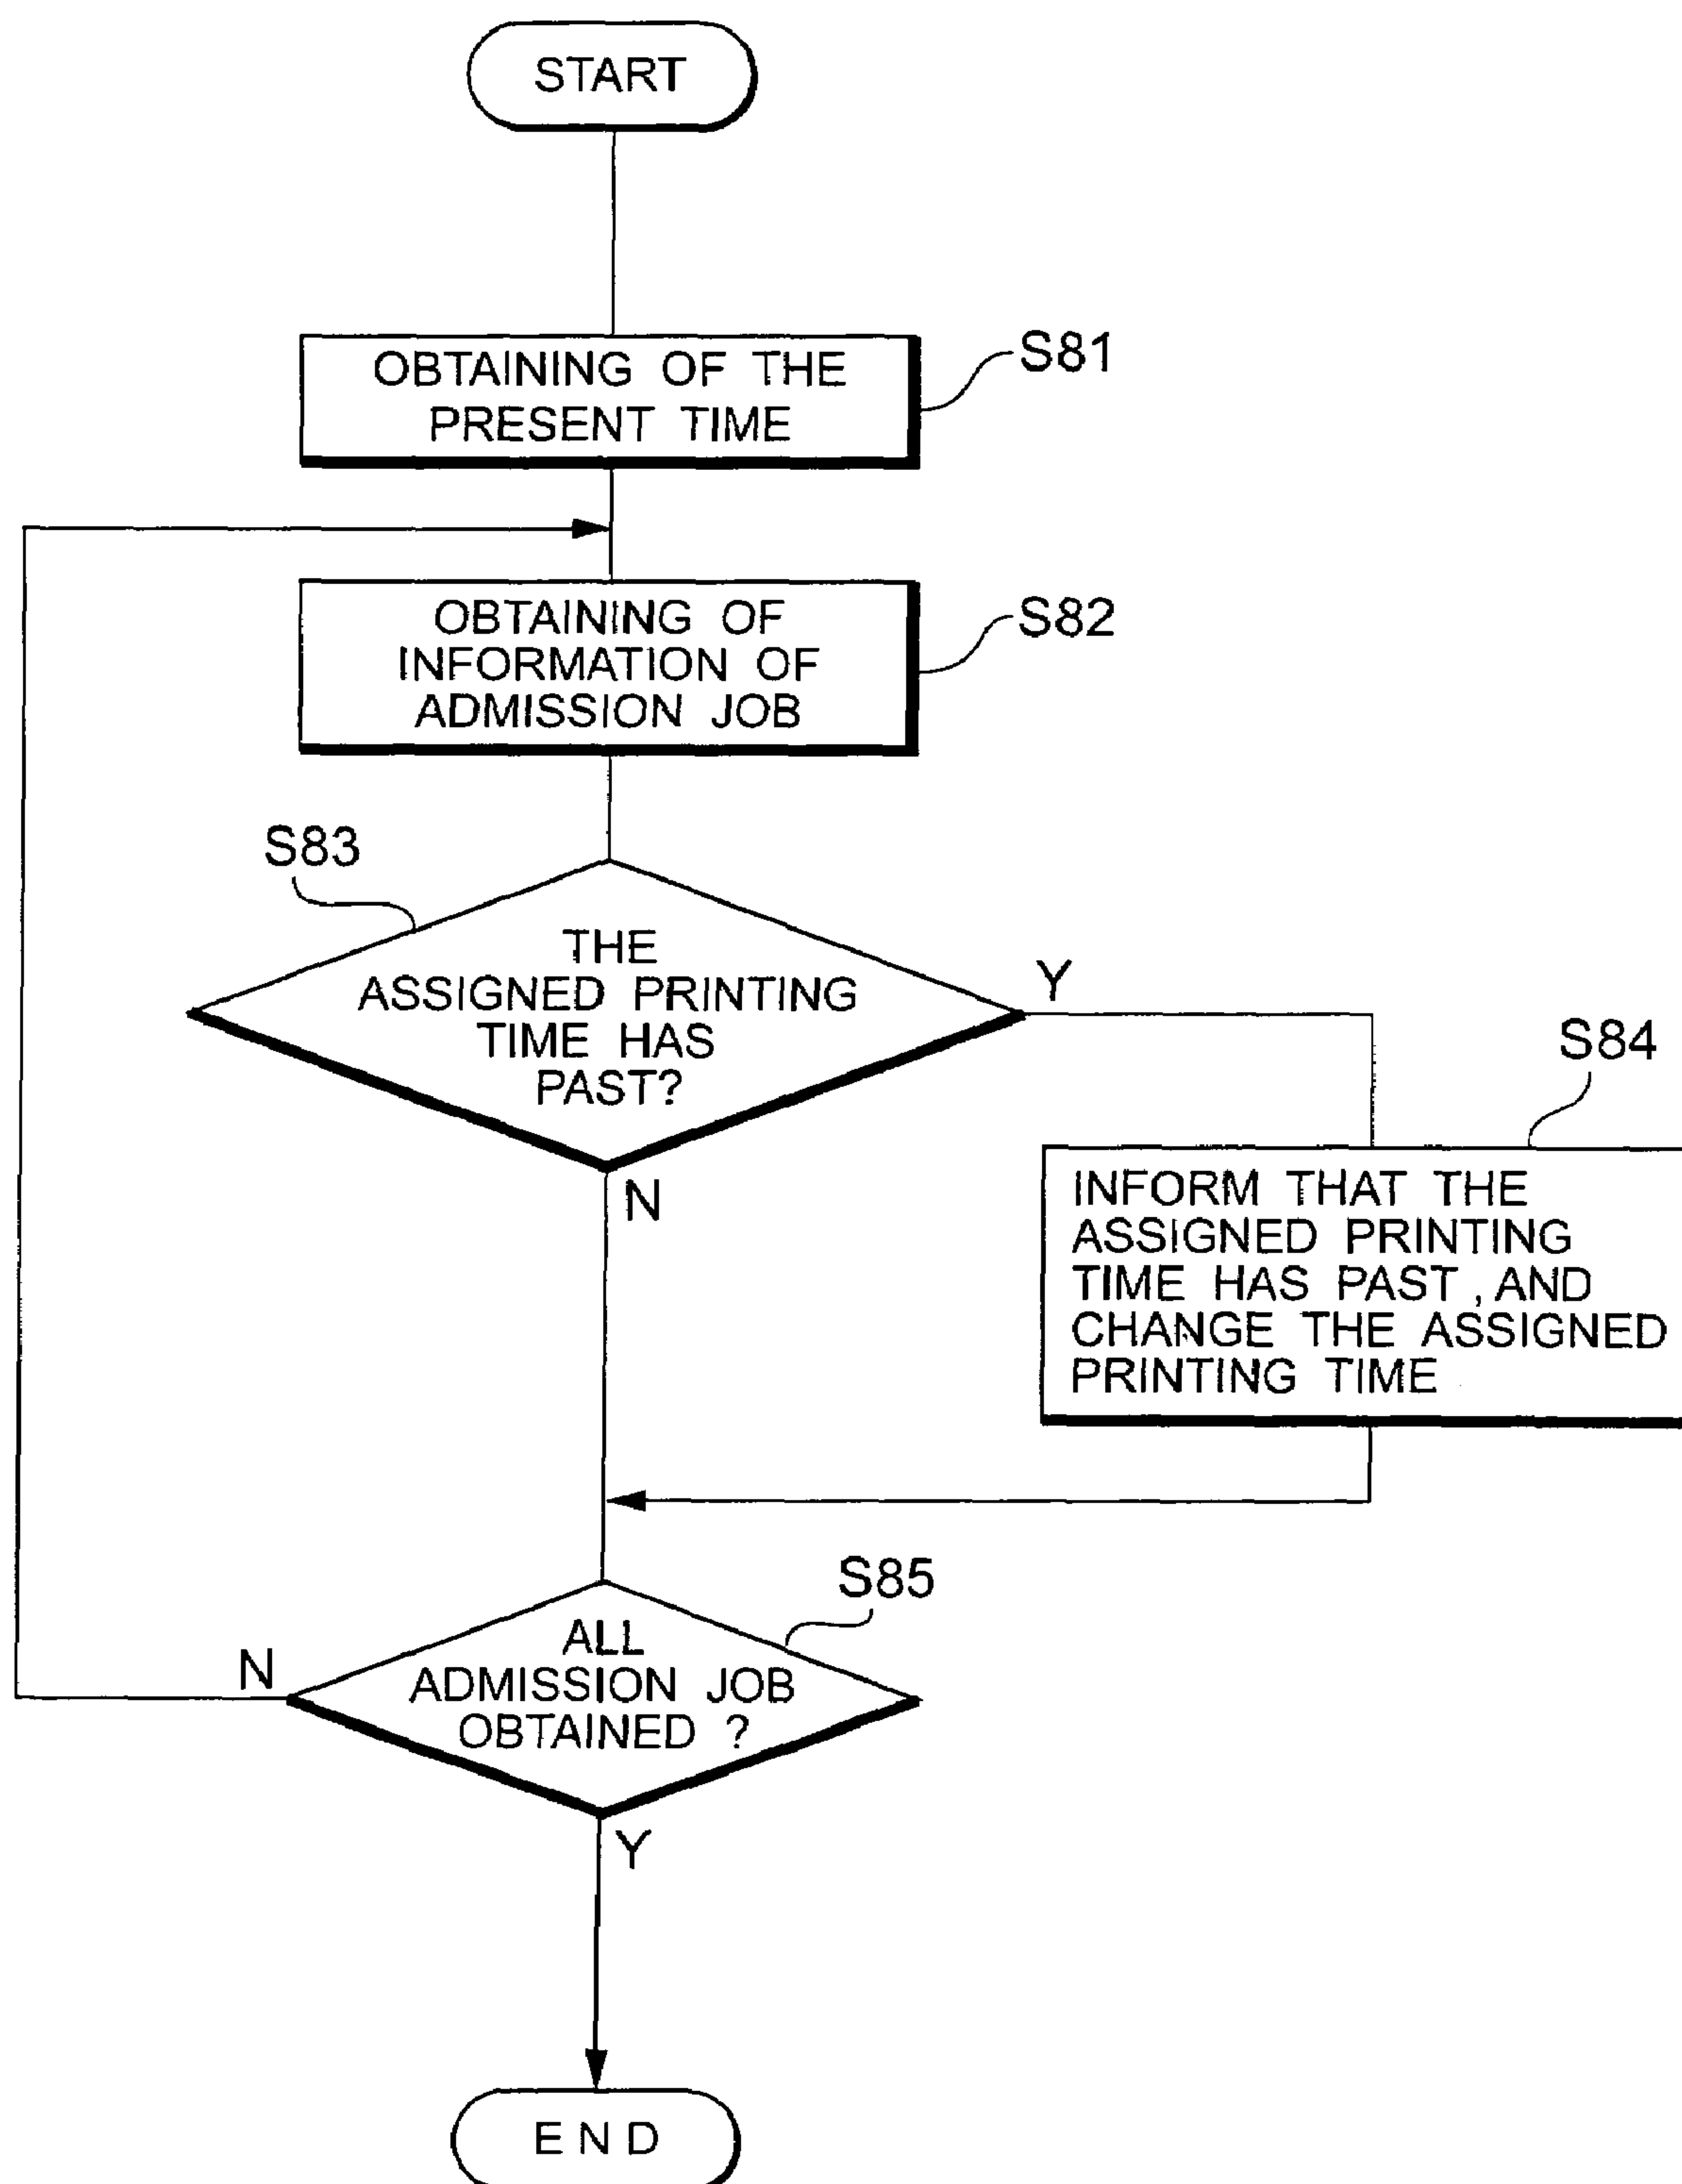 START
OBTAINING OF THE
PRESENT TIME
S81
OBTAINING OF
INFORMATION OF
ADMISSION JOB
S82
S83
THE
ASSIGNED PRINTING
TIME HAS
PAST?
Y
N
S84
INFORM THAT THE
ASSIGNED PRINTING
TIME HAS PAST, AND
CHANGE THE ASSIGNED
PRINTING TIME
S85
ALL
ADMISSION JOB
OBTAINED ?
N
Y
END